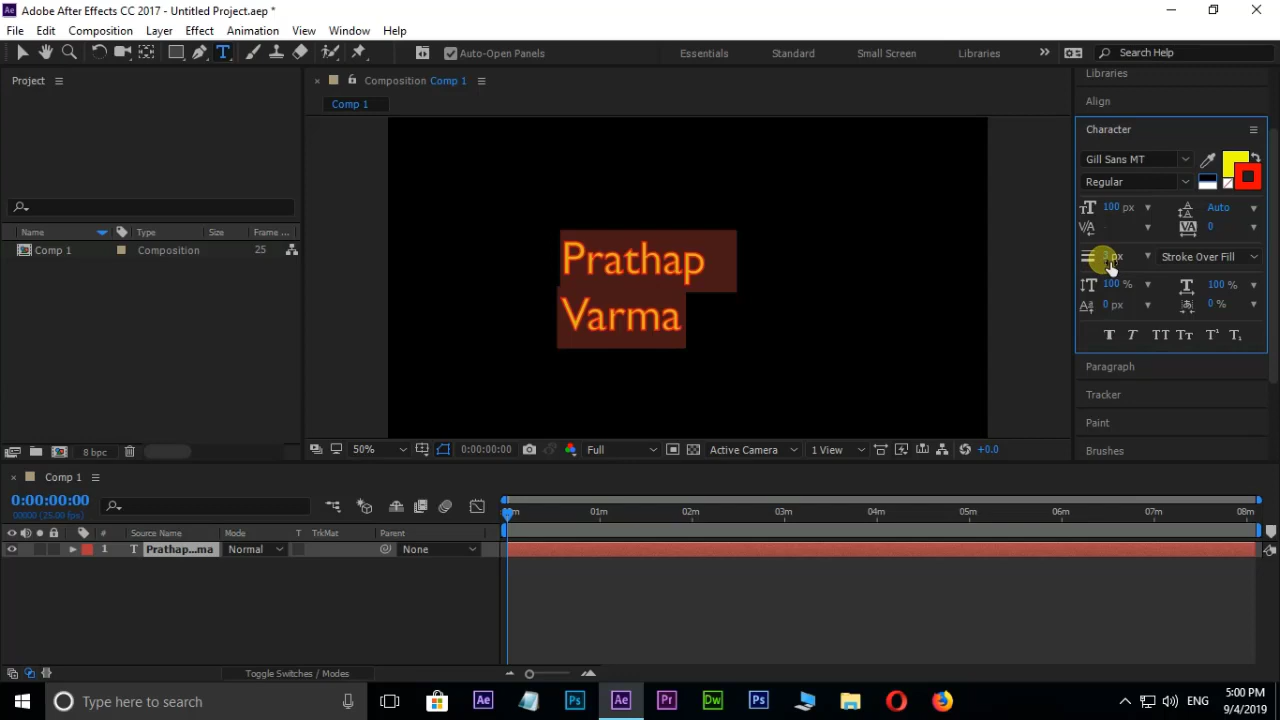 Adobe After Effects CC 2017 - Untitled Project.aep *
File Edit Composition Layer Effect Animation View Window Help
Auto-Open Panels Essentials Standard Small Screen Libraries Search Help
Project
Composition Comp 1
Comp 1
Name Type Size Frame ...
Comp 1 Composition 25
8 bpc
Prathap
Varma
50% 0:00:00:00 Full Active Camera 1 View +0.0
Libraries
Align
Character
Gill Sans MT
Regular
100 px Auto
0
px Stroke Over Fill
100 % 100 %
0 px 0 %
Paragraph
Tracker
Paint
Brushes
Comp 1
0:00:00:00
00000 (25.00 fps)
# Source Name Mode T TrkMat Parent
1 T Prathap...ma Normal None
01m 02m 03m 04m 05m 06m 07m 08m
Toggle Switches / Modes
Type here to search
ENG
5:00 PM
9/4/2019